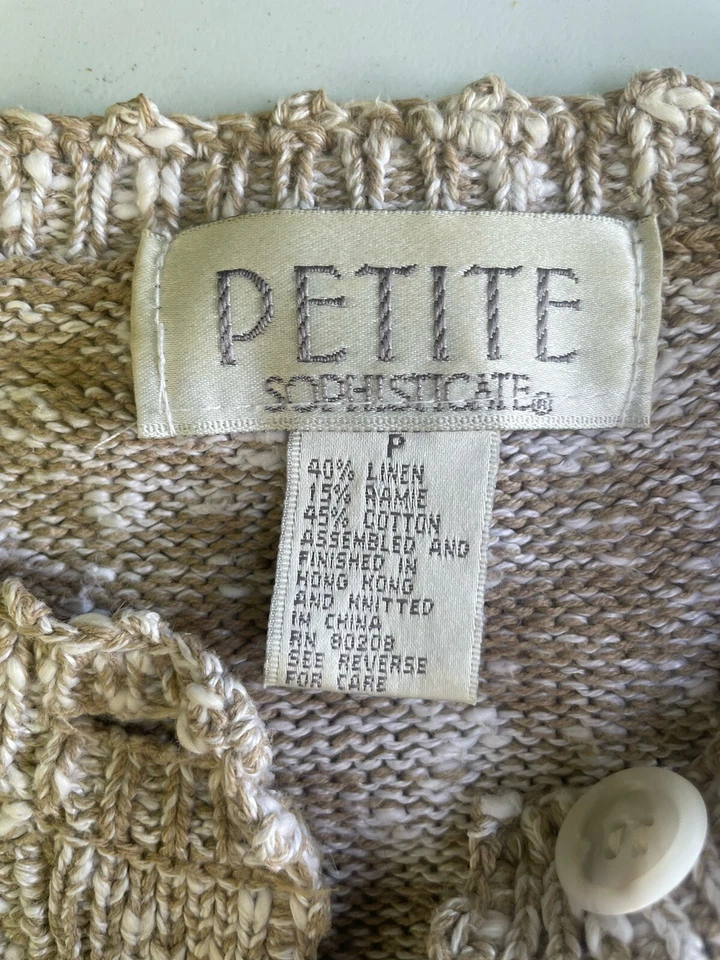 PETITE
SOPHISTICATE®
P
40% LINEN
15% RAMIE
45% COTTON
ASSEMBLED AND
FINISHED IN
HONG KONG
AND KNITTED
IN CHINA
RN 80208
SEE REVERSE
FOR CARE